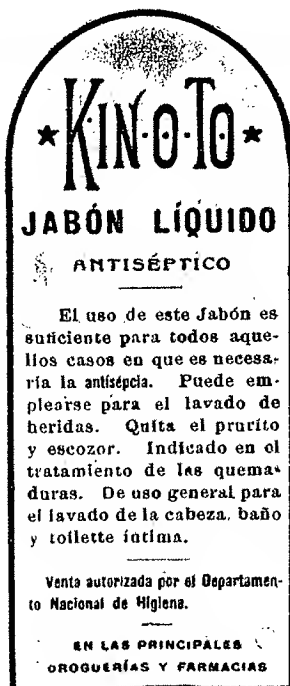 ★KIN-O-TO★
JABÓN LÍQUIDO
ANTISÉPTICO
El uso de este Jabón es
suficiente para todos aque-
llos casos en que es necesa-
ria la antisépcia. Puede em-
plearse para el lavado de
heridas. Quita el prurito
y escozor. Indicado en el
tratamiento de las quema-
duras. De uso general para
el lavado de la cabeza, baño
y toilette íntima.
Venta autorizada por el Departamen-
to Nacional de Higiene.
EN LAS PRINCIPALES
DROGUERÍAS Y FARMACIAS